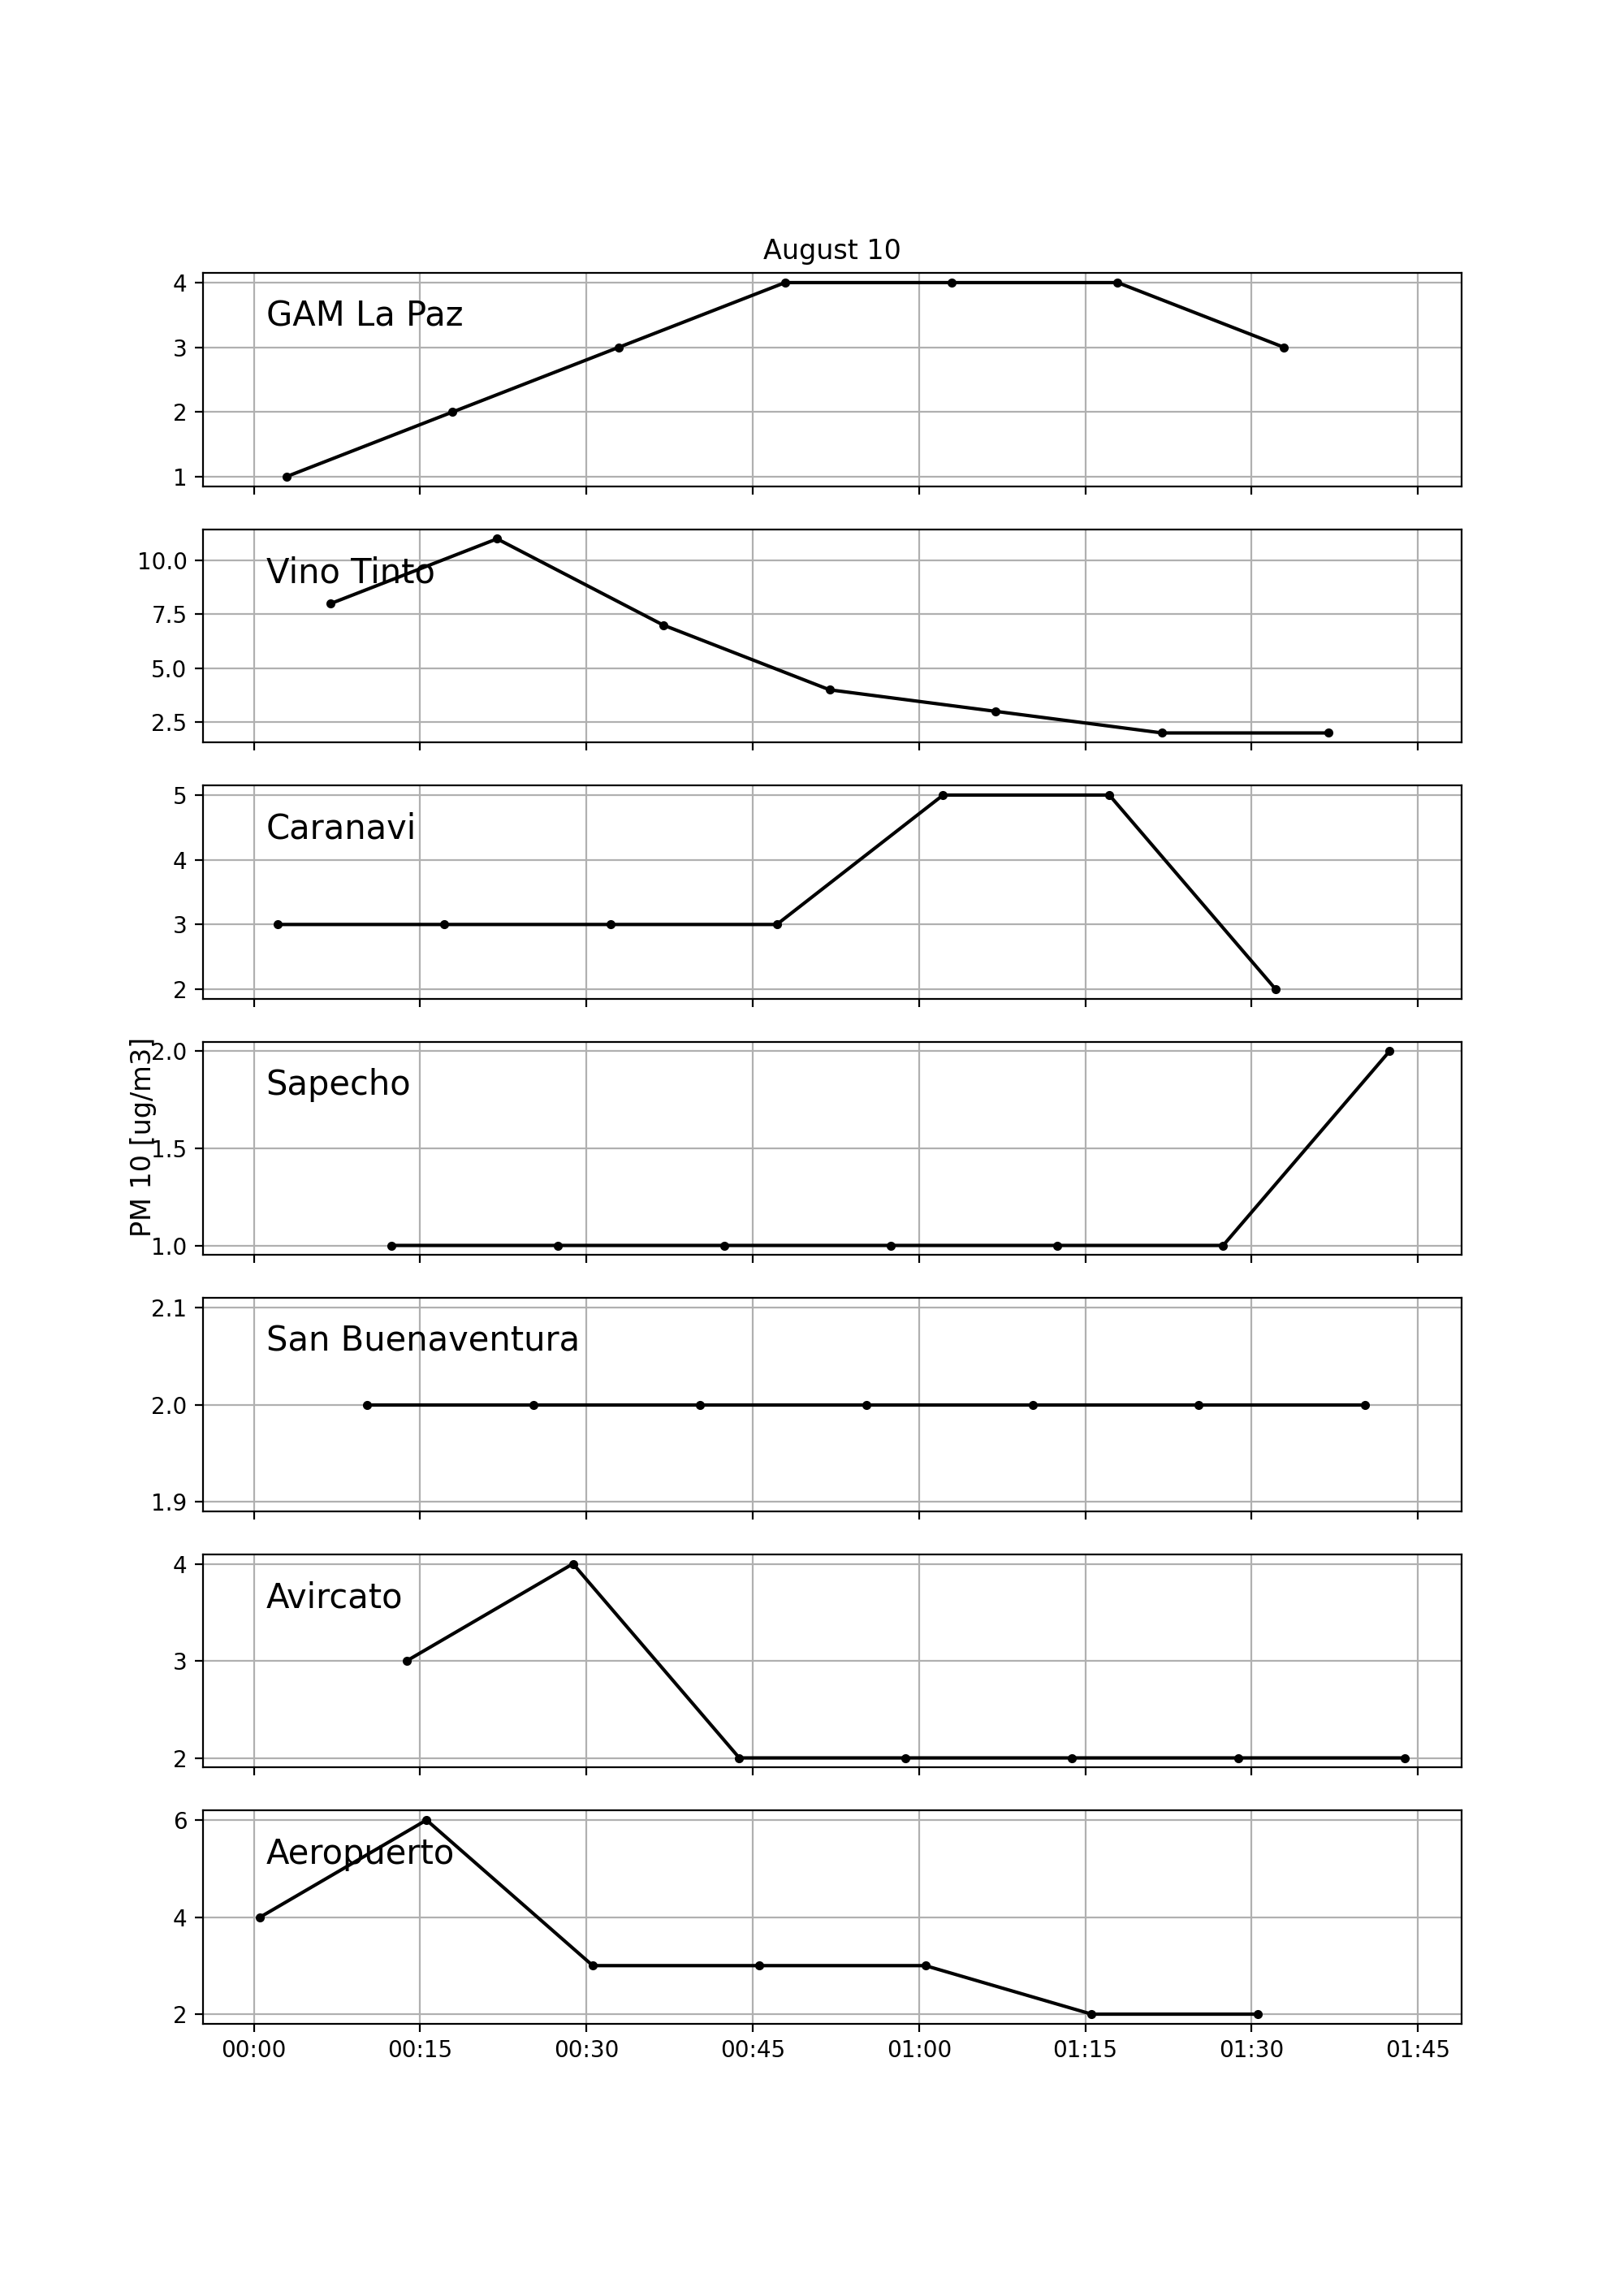 August 10
4
GAM La Paz
3
2
1
10.0
Vino Tinto
7.5
5.0
2.5
5
Caranavi
4
3
2
PM 10 [ug/m3]
2.0
Sapecho
1.5
1.0
2.1
San Buenaventura
2.0
1.9
4
Avircato
3
2
6
Aeropuerto
4
2
00:00 00:15 00:30 00:45 01:00 01:15 01:30 01:45